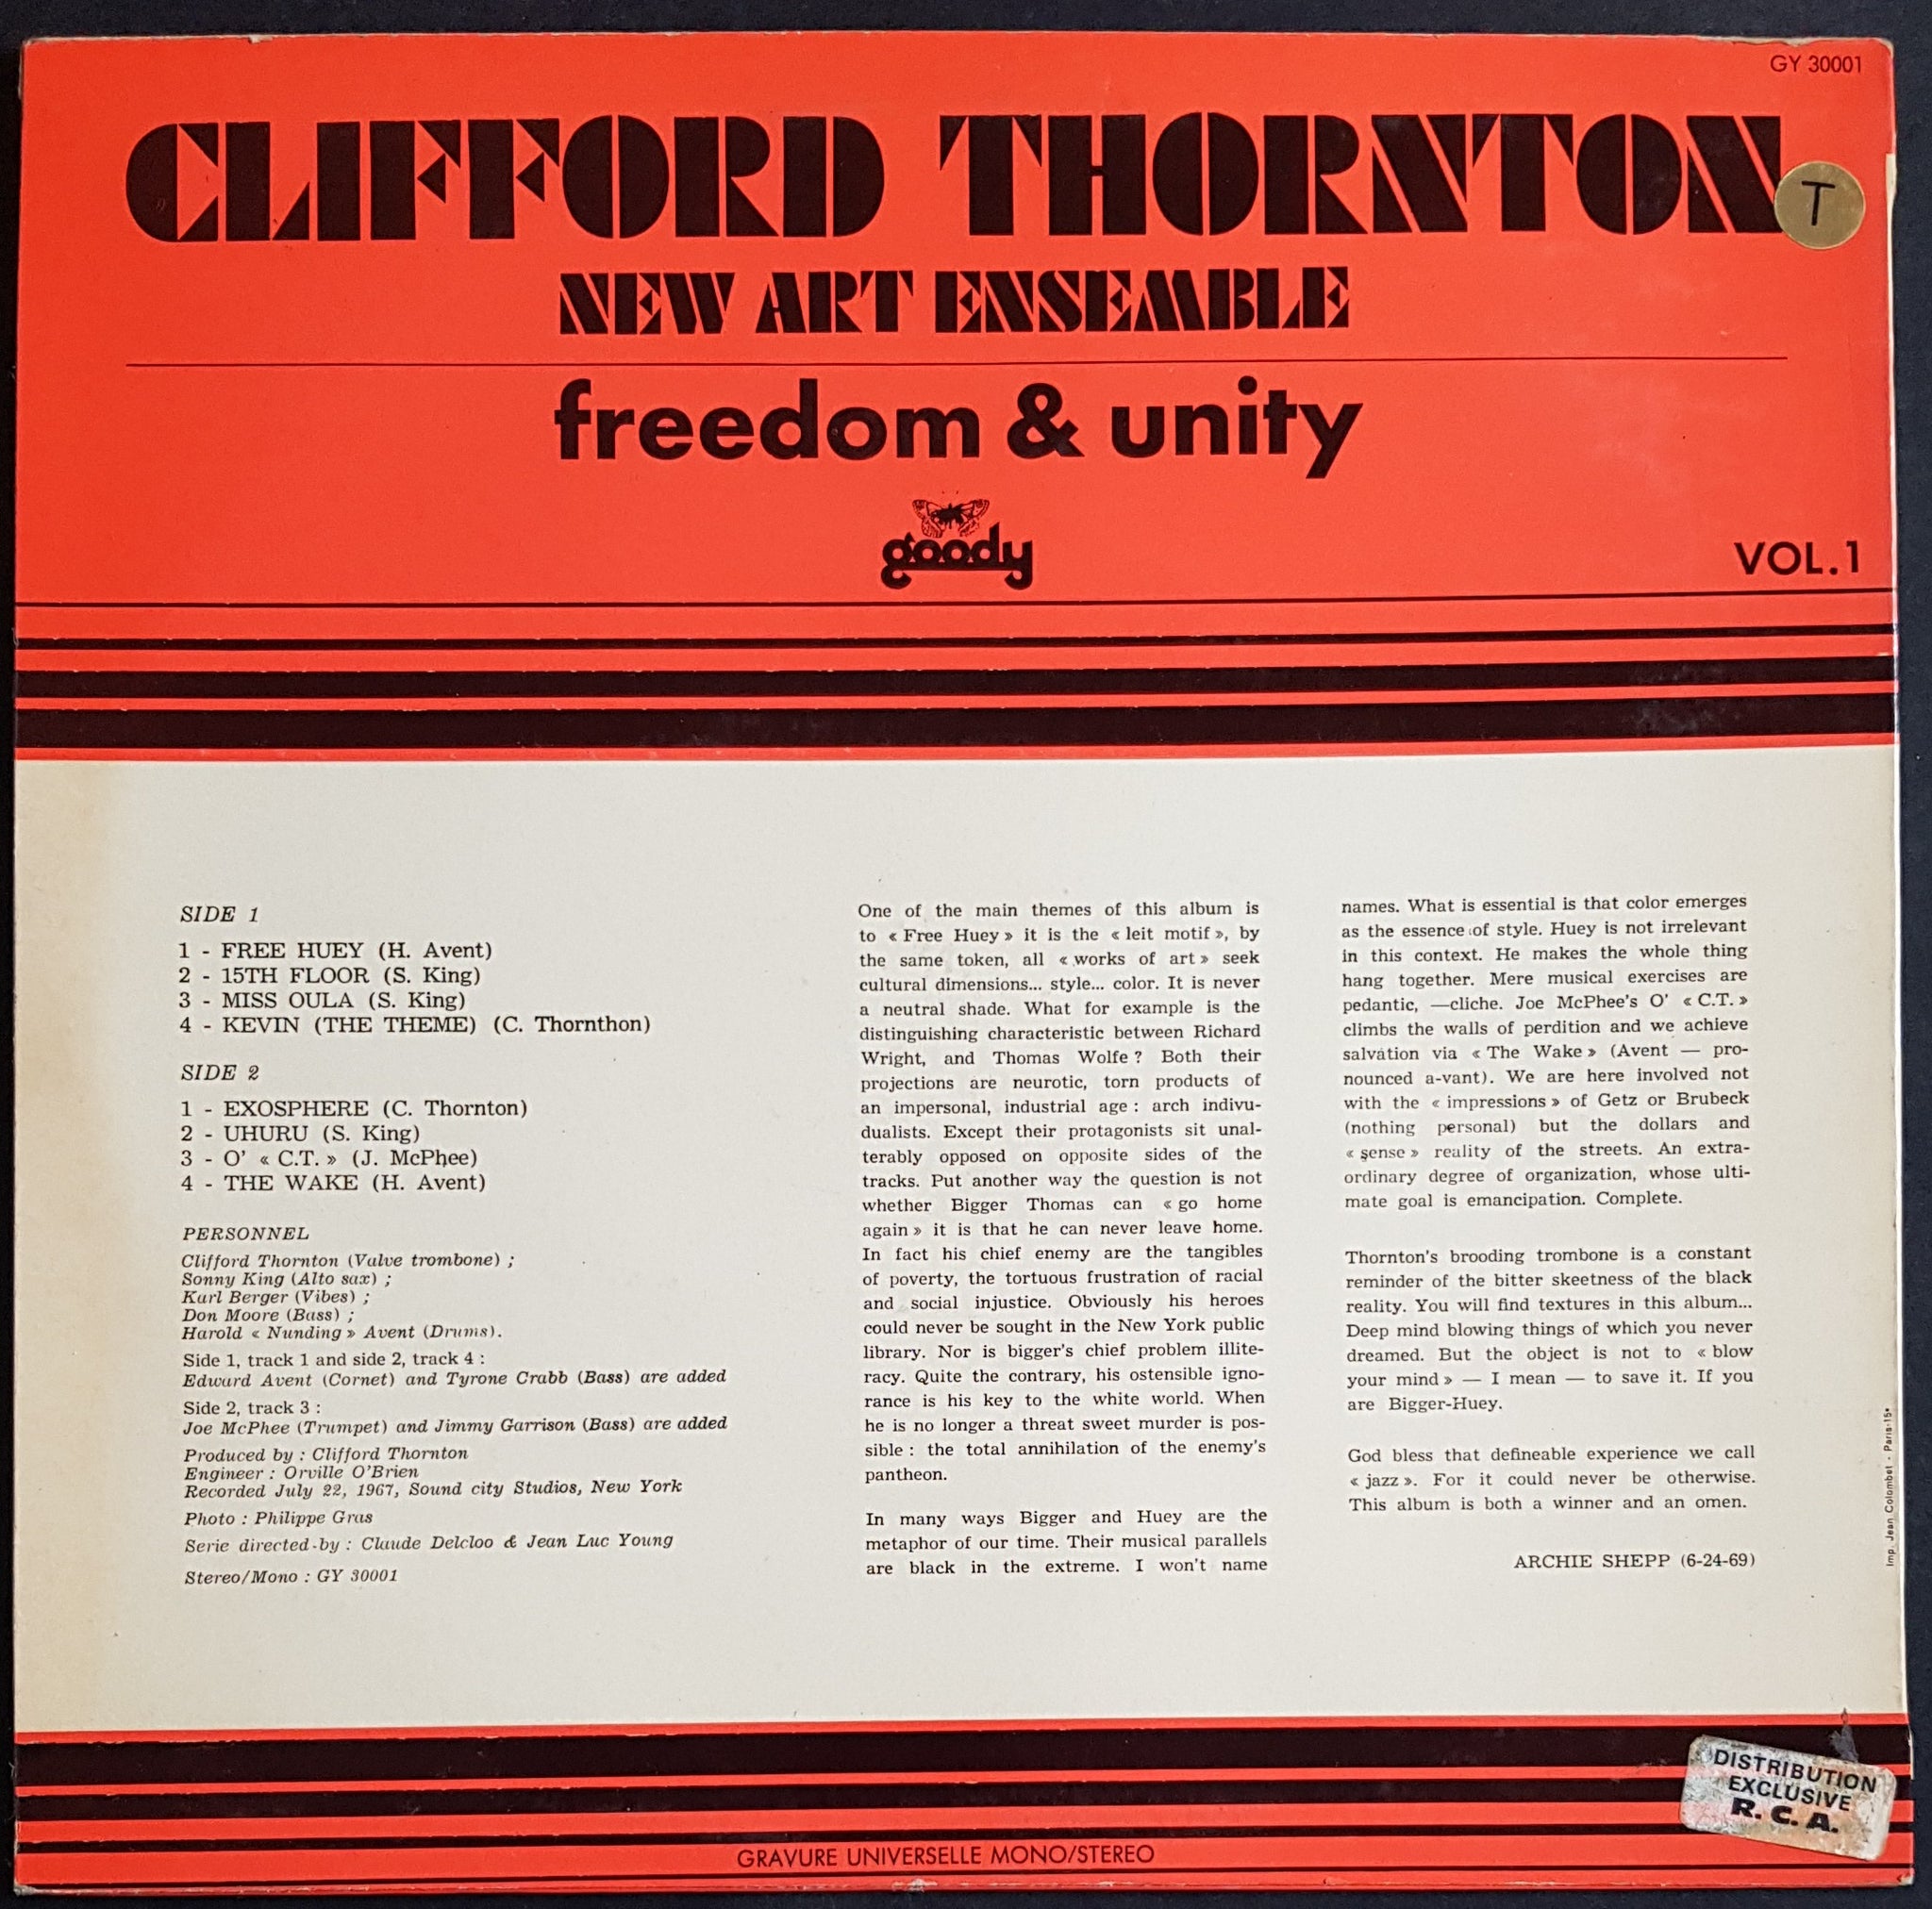 GY 30001
CLIFFORD THORNTON
T
NEW ART ENSEMBLE
freedom & unity
goody
VOL.1
SIDE 1
1 - FREE HUEY (H. Avent)
2 - 15TH FLOOR (S. King)
3 - MISS OULA (S. King)
4 - KEVIN (THE THEME) (C. Thornthon)
SIDE 2
1 - EXOSPHERE (C. Thornton)
2 - UHURU (S. King)
3 - O' « C.T. » (J. McPhee)
4 - THE WAKE (H. Avent)
PERSONNEL
Clifford Thornton (Valve trombone) ;
Sonny King (Alto sax) ;
Karl Berger (Vibes) ;
Don Moore (Bass) ;
Harold « Nunding » Avent (Drums).
Side 1, track 1 and side 2, track 4 :
Edward Avent (Cornet) and Tyrone Crabb (Bass) are added
Side 2, track 3 :
Joe McPhee (Trumpet) and Jimmy Garrison (Bass) are added
Produced by : Clifford Thornton
Engineer : Orville O'Brien
Recorded July 22, 1967, Sound city Studios, New York
Photo : Philippe Gras
Serie directed by : Claude Delcloo & Jean Luc Young
Stereo/Mono : GY 30001
One of the main themes of this album is
to « Free Huey » it is the « leit motif », by
the same token, all « works of art » seek
cultural dimensions... style... color. It is never
a neutral shade. What for example is the
distinguishing characteristic between Richard
Wright, and Thomas Wolfe ? Both their
projections are neurotic, torn products of
an impersonal, industrial age : arch indivu-
dualists. Except their protagonists sit unal-
terably opposed on opposite sides of the
tracks. Put another way the question is not
whether Bigger Thomas can « go home
again » it is that he can never leave home.
In fact his chief enemy are the tangibles
of poverty, the tortuous frustration of racial
and social injustice. Obviously his heroes
could never be sought in the New York public
library. Nor is bigger's chief problem illite-
racy. Quite the contrary, his ostensible igno-
rance is his key to the white world. When
he is no longer a threat sweet murder is pos-
sible : the total annihilation of the enemy's
pantheon.
In many ways Bigger and Huey are the
metaphor of our time. Their musical parallels
are black in the extreme. I won't name
names. What is essential is that color emerges
as the essence of style. Huey is not irrelevant
in this context. He makes the whole thing
hang together. Mere musical exercises are
pedantic, —cliche. Joe McPhee's O' « C.T. »
climbs the walls of perdition and we achieve
salvation via « The Wake » (Avent — pro-
nounced a-vant). We are here involved not
with the « impressions » of Getz or Brubeck
(nothing personal) but the dollars and
« sense » reality of the streets. An extra-
ordinary degree of organization, whose ulti-
mate goal is emancipation. Complete.
Thornton's brooding trombone is a constant
reminder of the bitter skeetness of the black
reality. You will find textures in this album...
Deep mind blowing things of which you never
dreamed. But the object is not to « blow
your mind » — I mean — to save it. If you
are Bigger-Huey.
God bless that defineable experience we call
« jazz ». For it could never be otherwise.
This album is both a winner and an omen.
ARCHIE SHEPP (6-24-69)
Imp. Jean Colombet - Paris-15e
DISTRIBUTION
EXCLUSIVE
R.C.A.
GRAVURE UNIVERSELLE MONO/STEREO